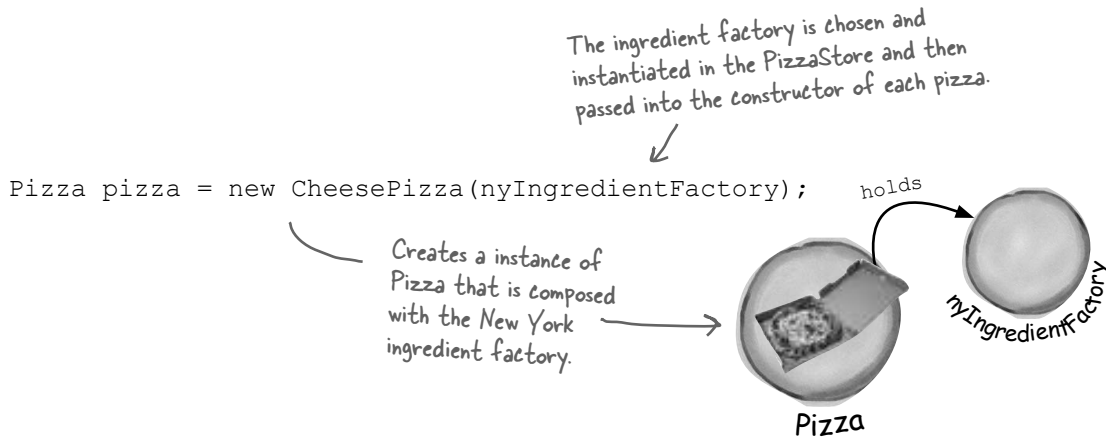 The ingredient factory is chosen and
instantiated in the PizzaStore and then
passed into the constructor of each pizza.
Pizza pizza = new CheesePizza(nyIngredientFactory);
holds
nyIngredientFactory
Creates a instance of
Pizza that is composed
with the New York
ingredient factory.
Pizza